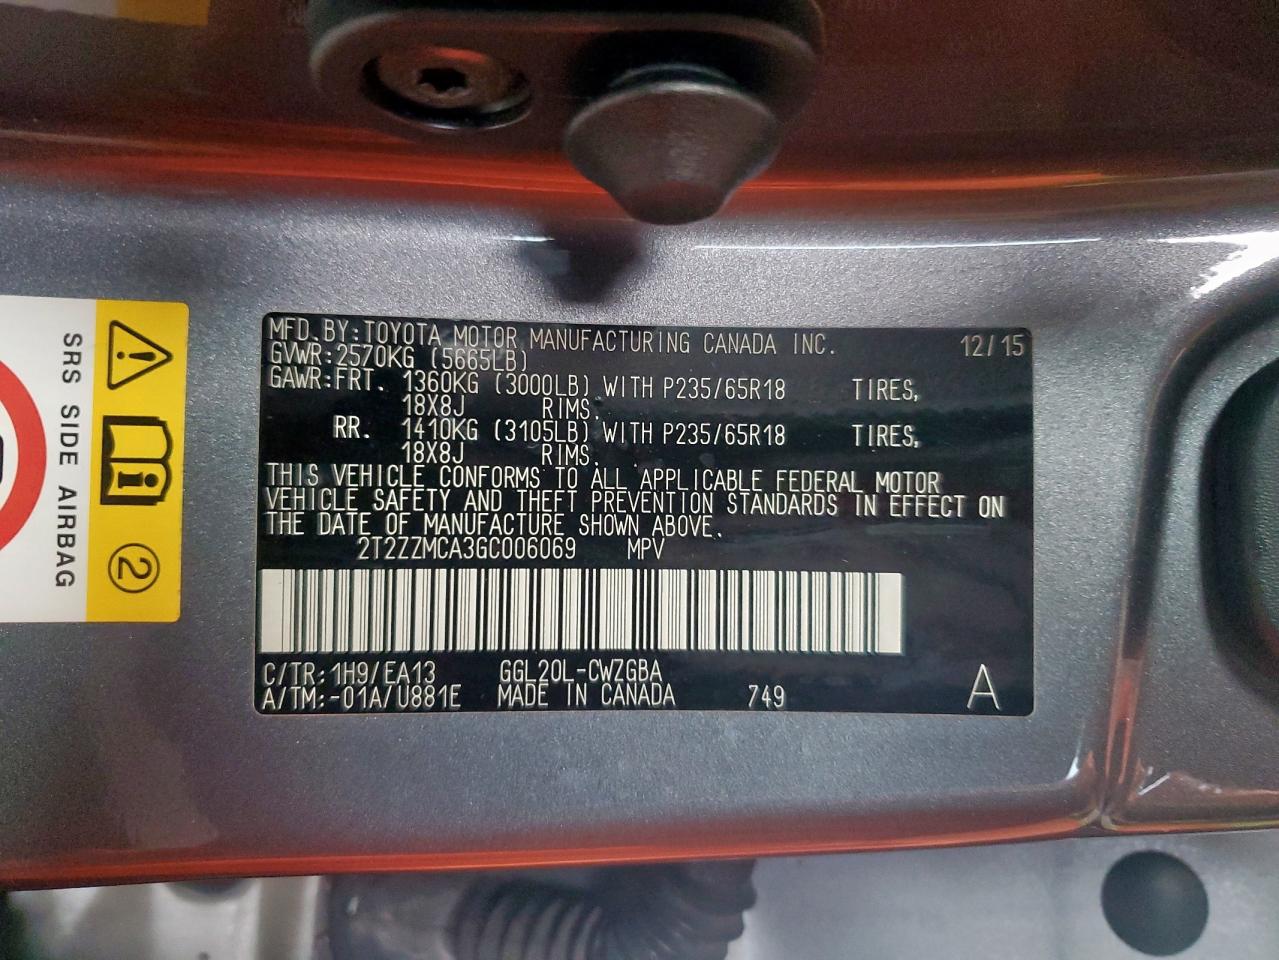 MFD.BY:TOYOTA MOTOR MANUFACTURING CANADA INC. 12/15
GVWR:2570KG (5665LB)
GAWR:FRT. 1360KG (3000LB) WITH P235/65R18 TIRES,
18X8J RIMS.
RR. 1410KG (3105LB) WITH P235/65R18 TIRES,
18X8J RIMS.
THIS VEHICLE CONFORMS TO ALL APPLICABLE FEDERAL MOTOR
VEHICLE SAFETY AND THEFT PREVENTION STANDARDS IN EFFECT ON
THE DATE OF MANUFACTURE SHOWN ABOVE.
2T2ZZMCA3GC006069 MPV
C/TR: 1H9/EA13 GGL20L-CWZGBA
A/TM:-01A/U881E MADE IN CANADA 749 A
SRS SIDE AIRBAG
2